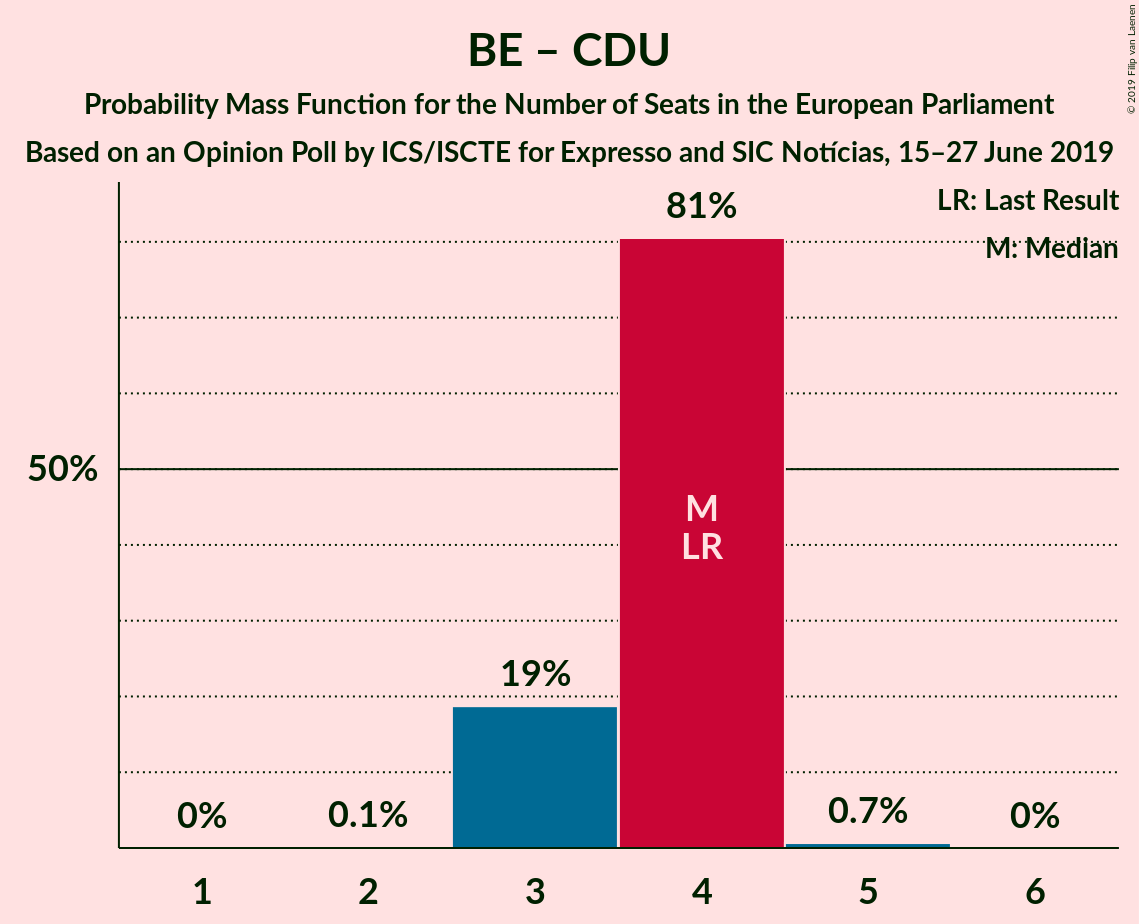 BE – CDU
Probability Mass Function for the Number of Seats in the European Parliament
Based on an Opinion Poll by ICS/ISCTE for Expresso and SIC Notícias, 15–27 June 2019
© 2019 Filip van Laenen
LR: Last Result
M: Median
81%
50%
M
LR
19%
0%
0.1%
0.7%
0%
1
2
3
4
5
6